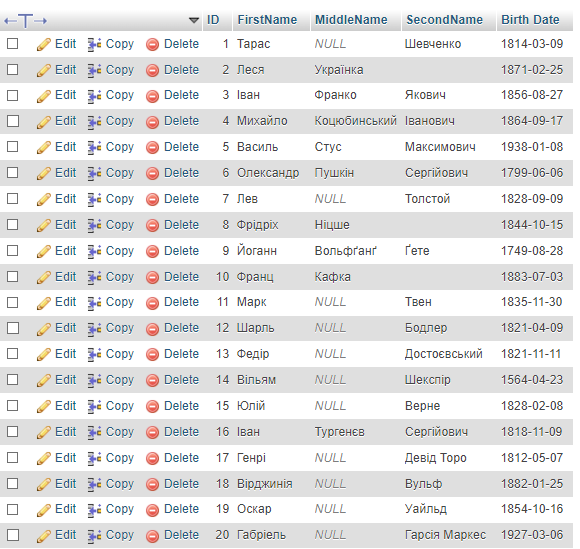 ID FirstName MiddleName SecondName Birth Date
Edit Copy Delete 1 Тарас NULL Шевченко 1814-03-09
Edit Copy Delete 2 Леся Українка 1871-02-25
Edit Copy Delete 3 Іван Франко Якович 1856-08-27
Edit Copy Delete 4 Михайло Коцюбинський Іванович 1864-09-17
Edit Copy Delete 5 Василь Стус Максимович 1938-01-08
Edit Copy Delete 6 Олександр Пушкін Сергійович 1799-06-06
Edit Copy Delete 7 Лев NULL Толстой 1828-09-09
Edit Copy Delete 8 Фрідріх Ніцше 1844-10-15
Edit Copy Delete 9 Йоганн Вольфґанґ Ґете 1749-08-28
Edit Copy Delete 10 Франц Кафка 1883-07-03
Edit Copy Delete 11 Марк NULL Твен 1835-11-30
Edit Copy Delete 12 Шарль NULL Бодлер 1821-04-09
Edit Copy Delete 13 Федір NULL Достоєвський 1821-11-11
Edit Copy Delete 14 Вільям NULL Шекспір 1564-04-23
Edit Copy Delete 15 Юлій NULL Верне 1828-02-08
Edit Copy Delete 16 Іван Тургенєв Сергійович 1818-11-09
Edit Copy Delete 17 Генрі NULL Девід Торо 1812-05-07
Edit Copy Delete 18 Вірджинія NULL Вульф 1882-01-25
Edit Copy Delete 19 Оскар NULL Уайльд 1854-10-16
Edit Copy Delete 20 Габріель NULL Гарсія Маркес 1927-03-06